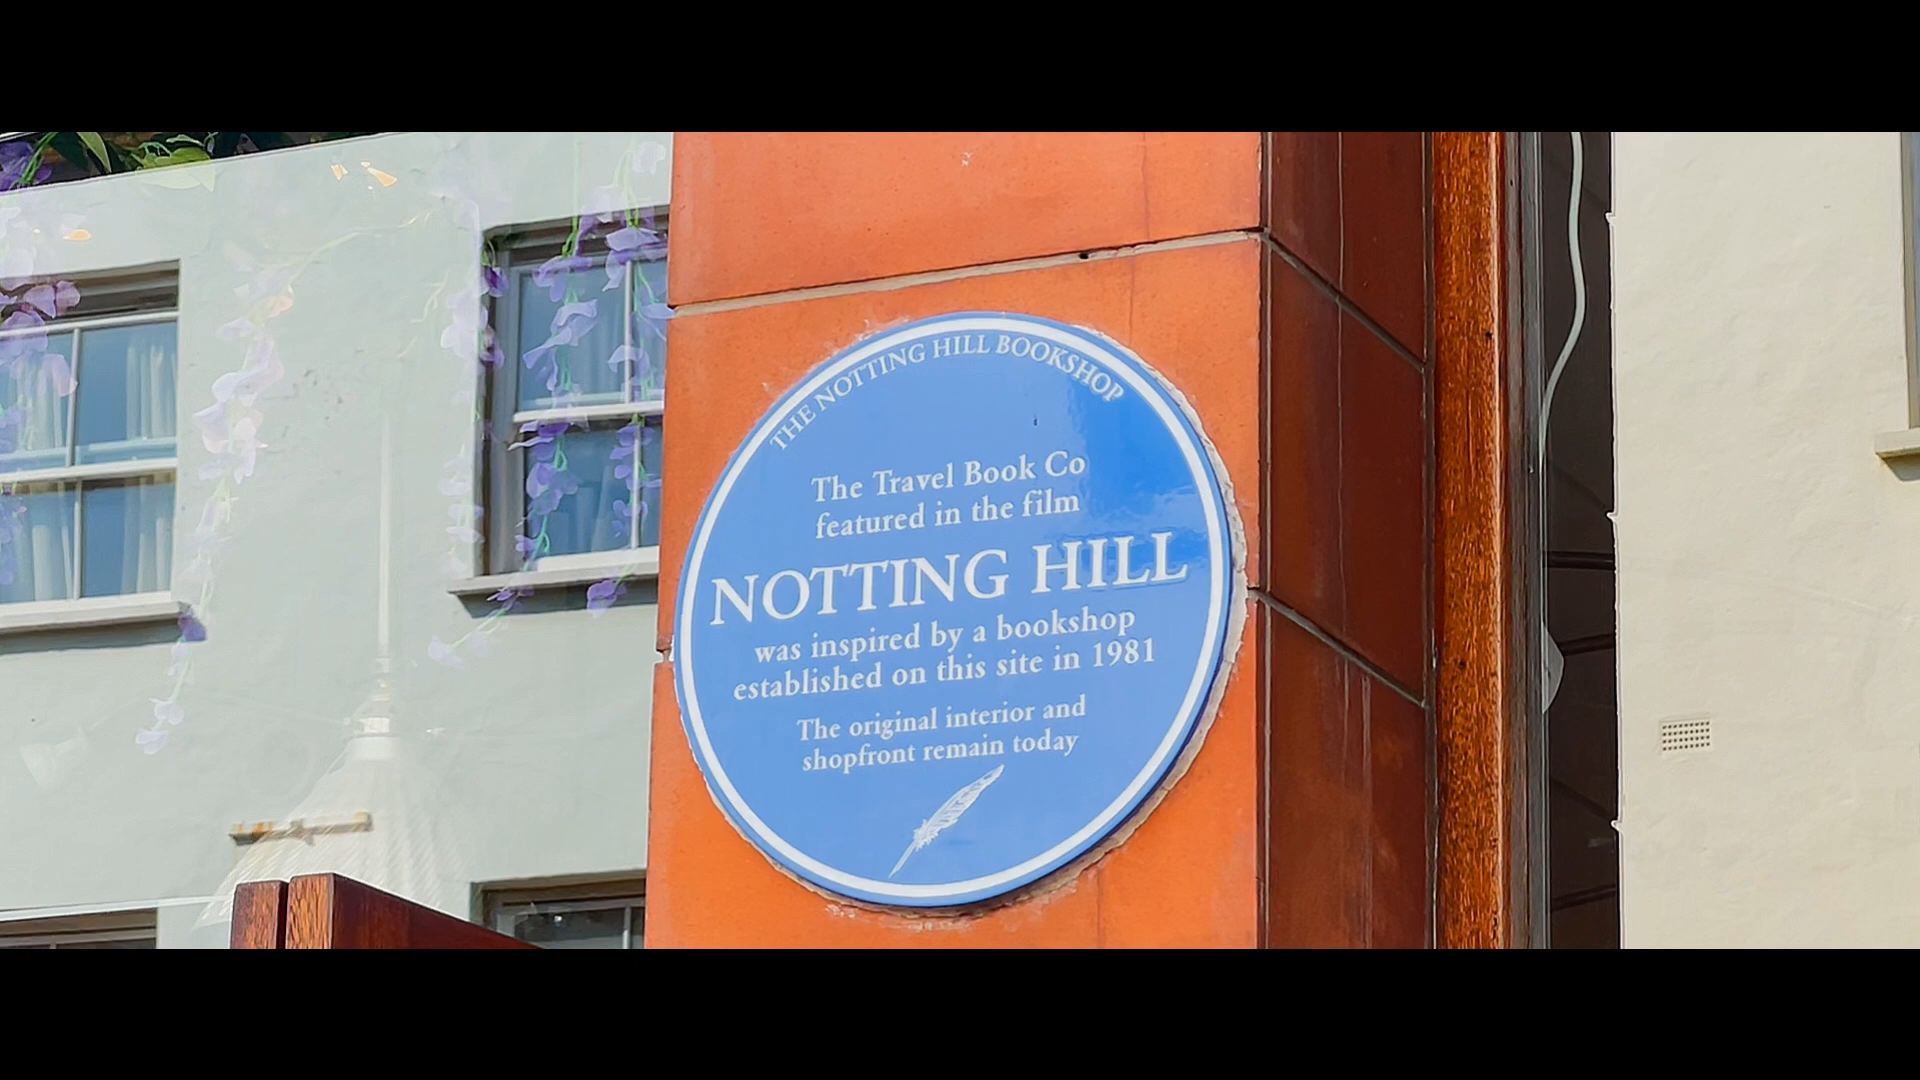 THE NOTTING HILL BOOKSHOP
The Travel Book Co
featured in the film
NOTTING HILL
was inspired by a bookshop
established on this site in 1981
The original interior and
shopfront remain today